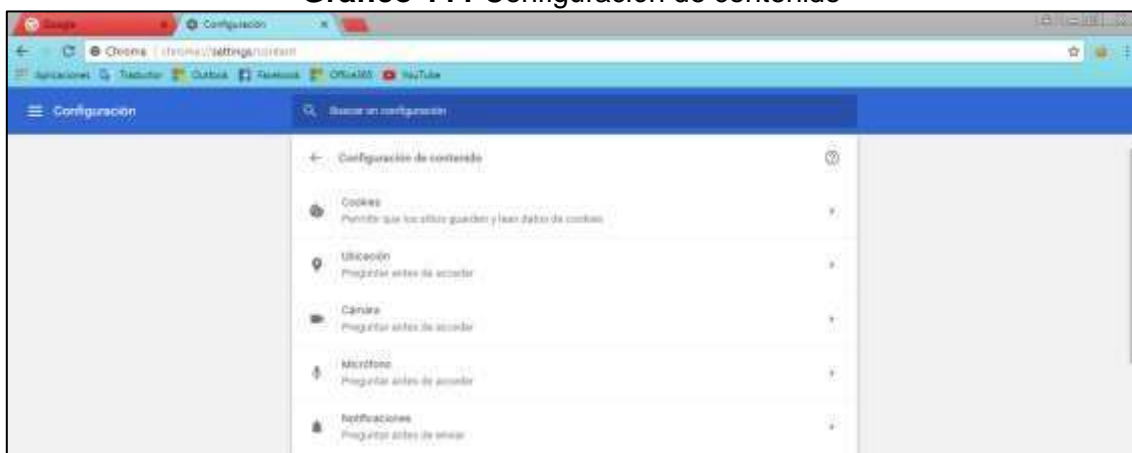 Configuración de contenido
Google
Configuración
Chrome chrome://settings/content
Aplicaciones Traductor Outlook Facebook Office365 YouTube
Configuración
Buscar en configuración
Configuración de contenido
Cookies
Permitir que los sitios guarden y lean datos de cookies
Ubicación
Preguntar antes de acceder
Cámara
Preguntar antes de acceder
Micrófono
Preguntar antes de acceder
Notificaciones
Preguntar antes de enviar